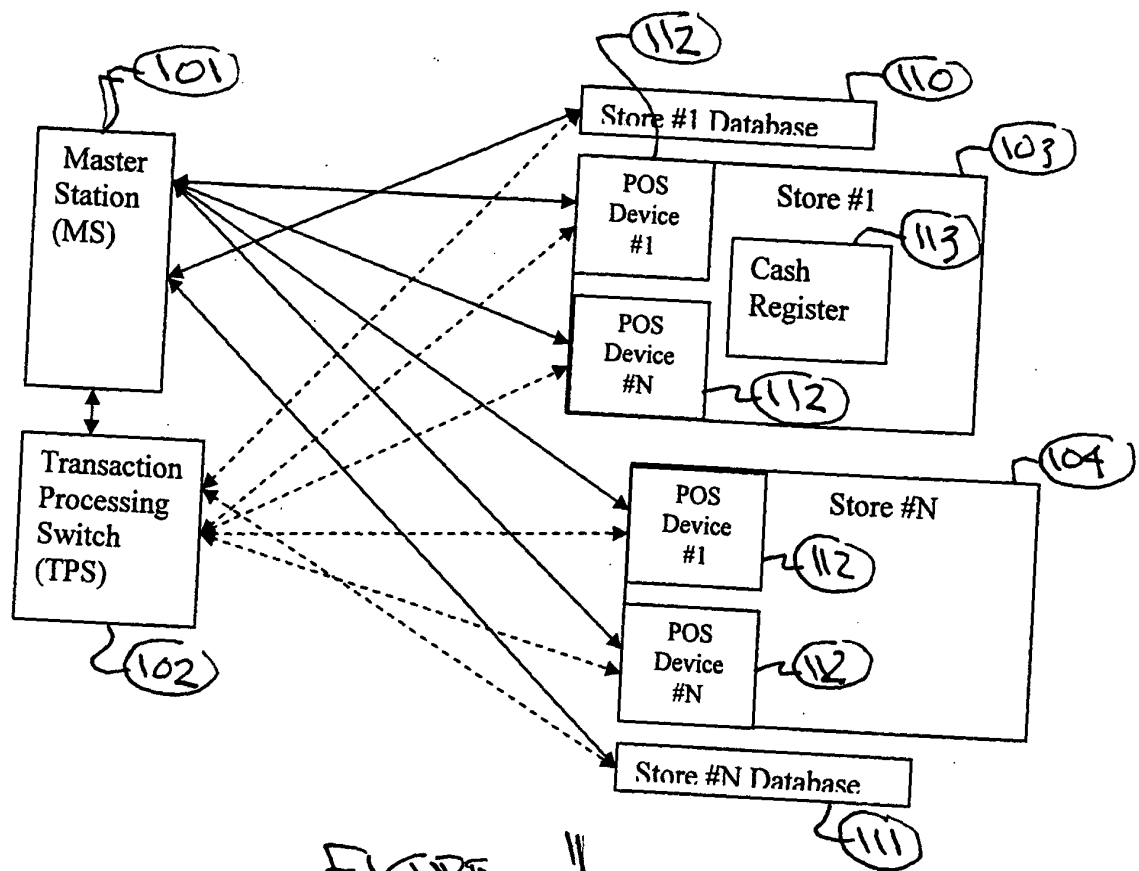 112
101
110
Store #1 Database
103
Master
Station
(MS)
POS
Device
#1
Store #1
113
Cash
Register
POS
Device
#N
112
104
Transaction
Processing
Switch
(TPS)
POS
Device
#1
Store #N
112
POS
Device
#N
112
102
Store #N Database
111